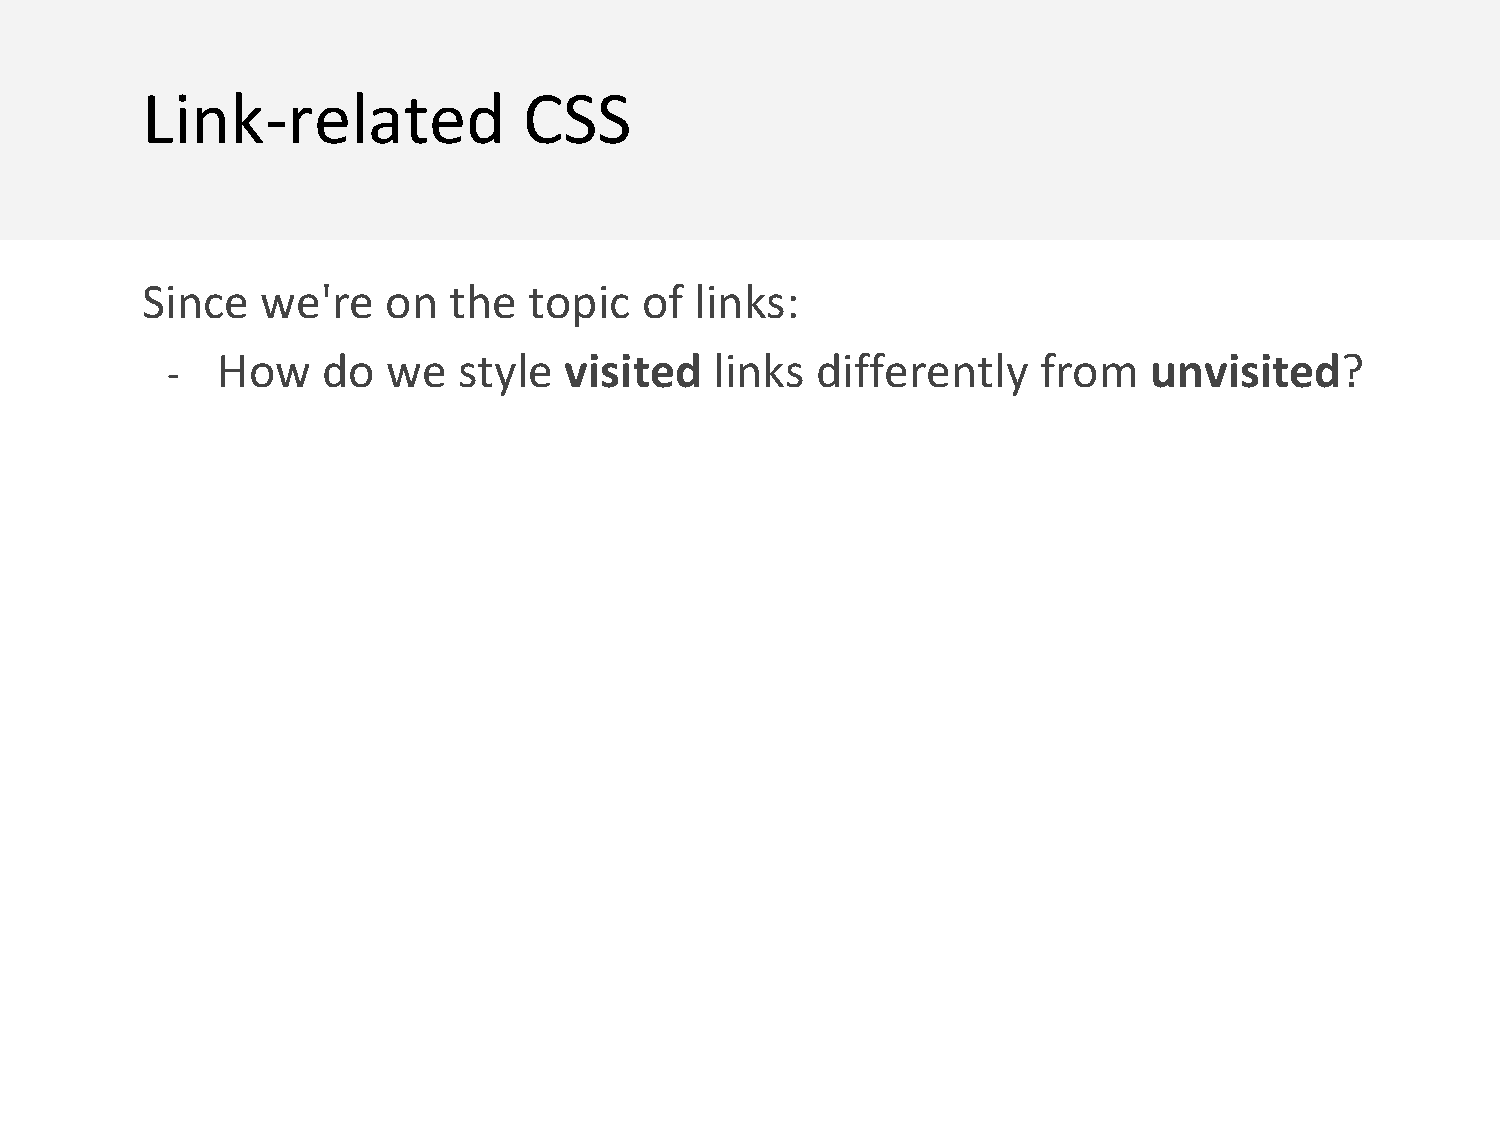 Link-related CSS
Since we're on the topic of links:
- How do we style visited links differently from unvisited?